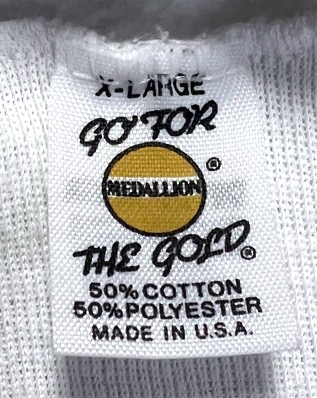 X-LARGE
GO FOR
MEDALLION ®
THE GOLD ®
50% COTTON
50% POLYESTER
MADE IN U.S.A.